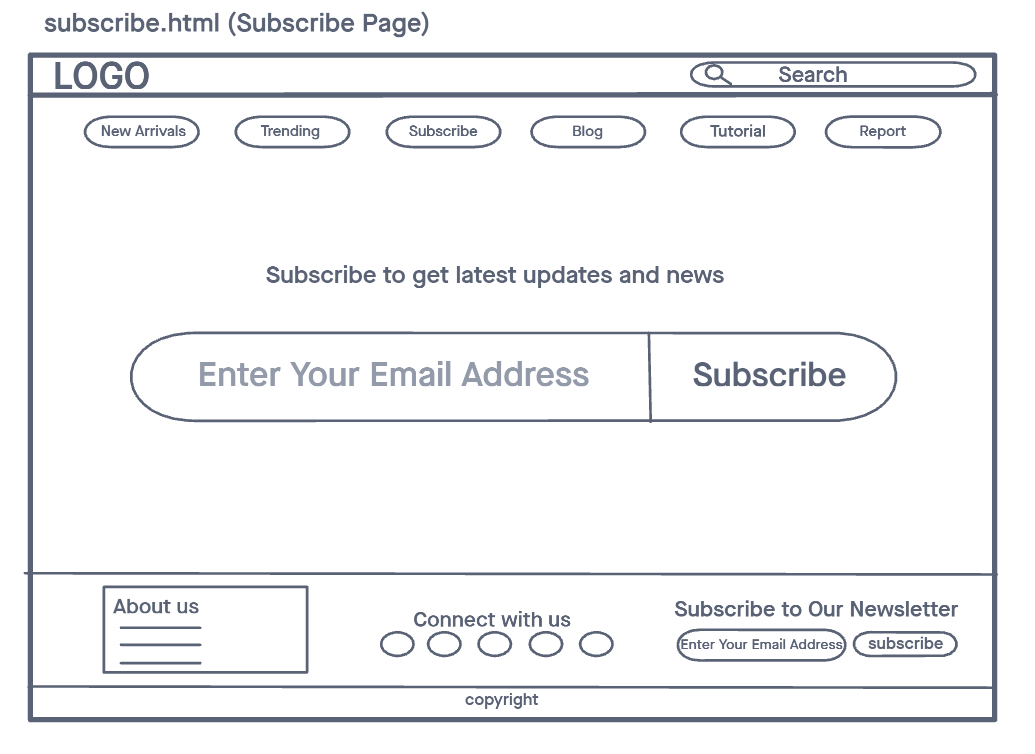 subscribe.html (Subscribe Page)
LOGO
Search
New Arrivals
Trending
Subscribe
Blog
Tutorial
Report
Subscribe to get latest updates and news
Enter Your Email Address
Subscribe
About us
Connect with us
Subscribe to Our Newsletter
Enter Your Email Address
subscribe
copyright